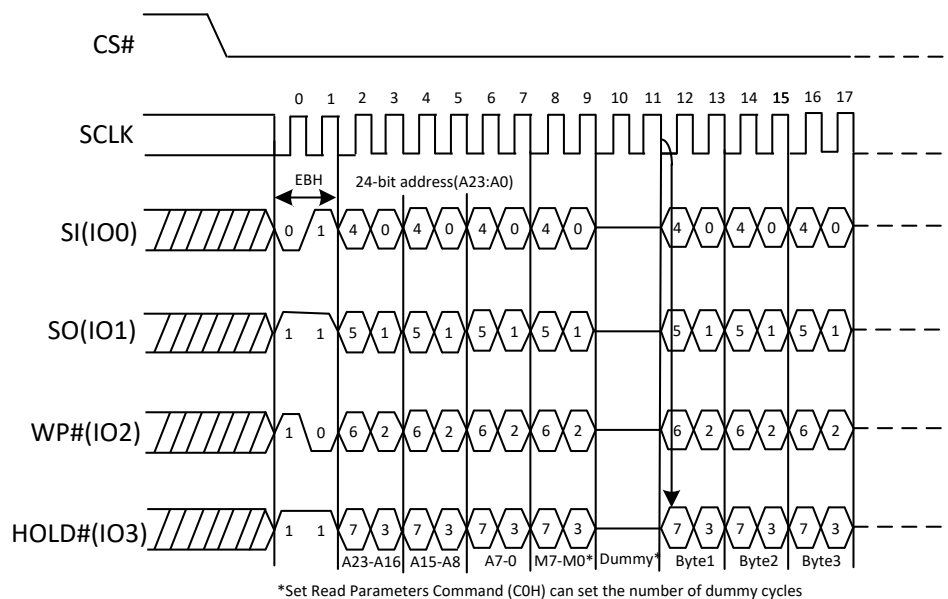 CS#
0 1 2 3 4 5 6 7 8 9 10 11 12 13 14 15 16 17
SCLK
EBH 24-bit address(A23:A0)
SI(IO0) 0 1 4 0 4 0 4 0 4 0 4 0 4 0 4 0
SO(IO1) 1 1 5 1 5 1 5 1 5 1 5 1 5 1 5 1
WP#(IO2) 1 0 6 2 6 2 6 2 6 2 6 2 6 2 6 2
HOLD#(IO3) 1 1 7 3 7 3 7 3 7 3 7 3 7 3 7 3
A23-A16 A15-A8 A7-0 M7-M0* Dummy* Byte1 Byte2 Byte3
*Set Read Parameters Command (C0H) can set the number of dummy cycles